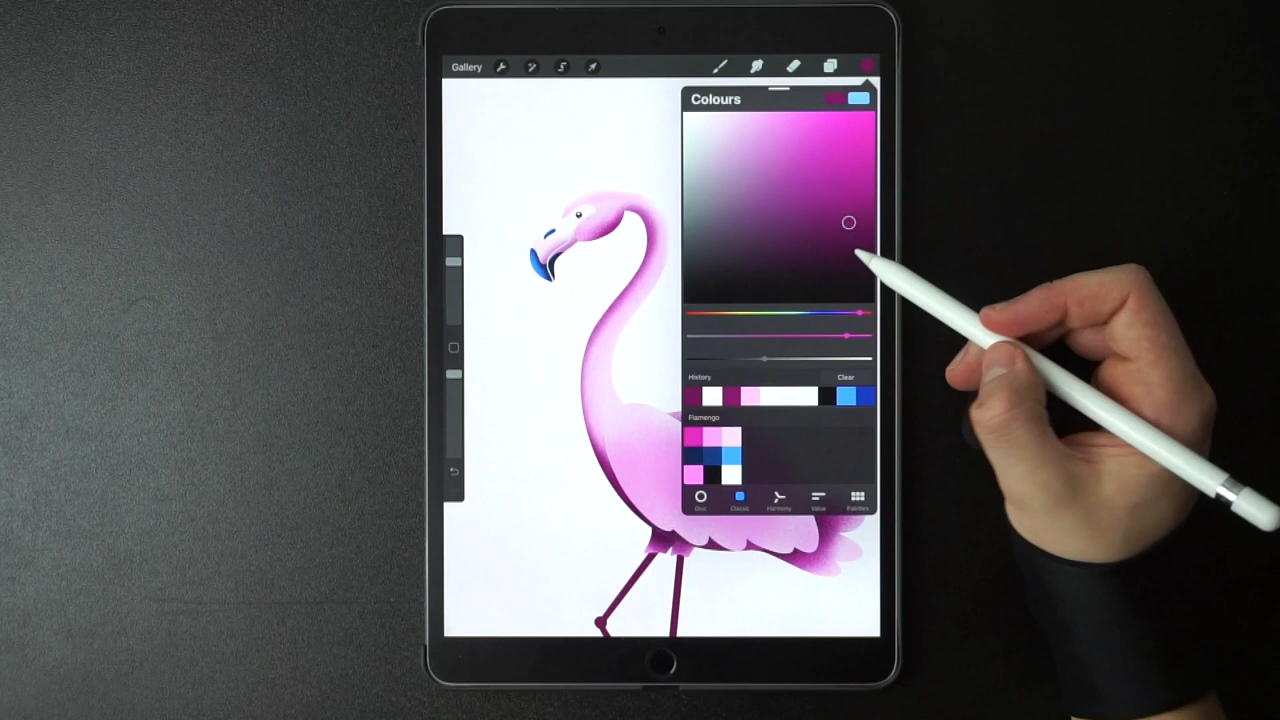 Gallery
Colours
History Clear
Flamengo
Disc Classic Harmony Value Palettes